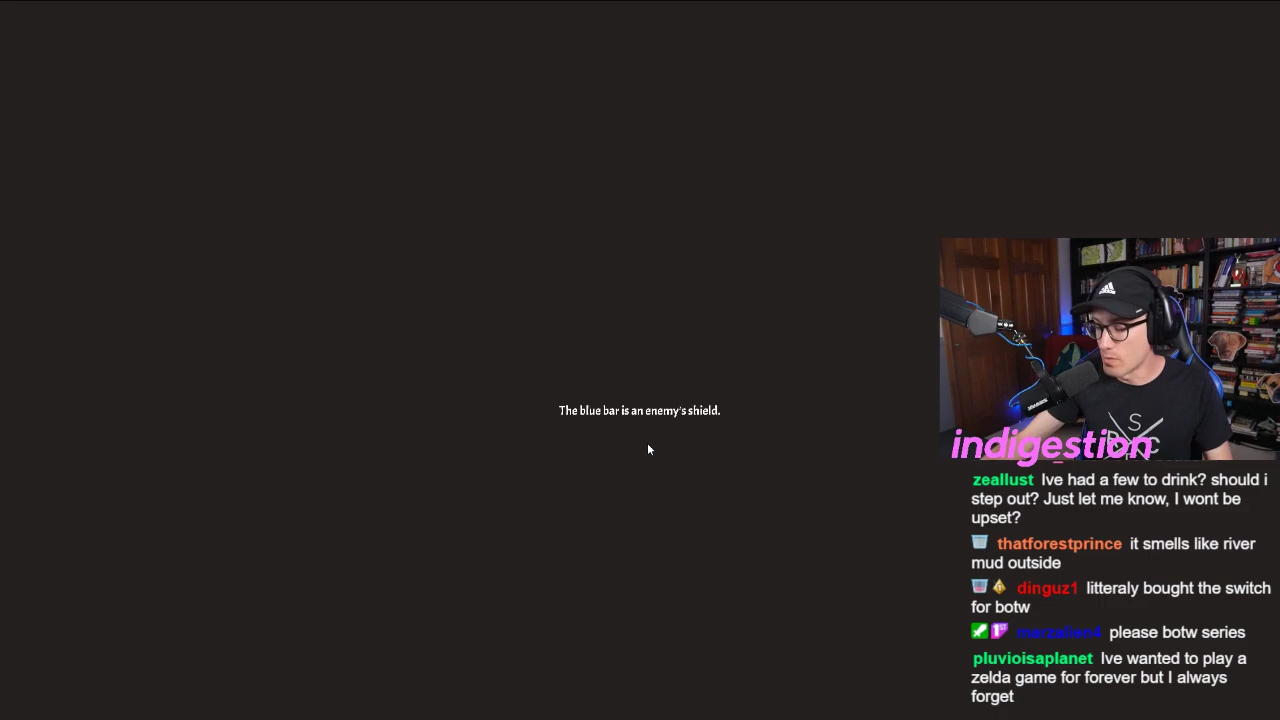 The blue bar is an enemy's shield.
indigestion
zeallust Ive had a few to drink? should i
step out? Just let me know, I wont be
upset?
thatforestprince it smells like river
mud outside
dinguz1 litteraly bought the switch
for botw
marzalien4 please botw series
pluvioisaplanet Ive wanted to play a
zelda game for forever but I always
forget